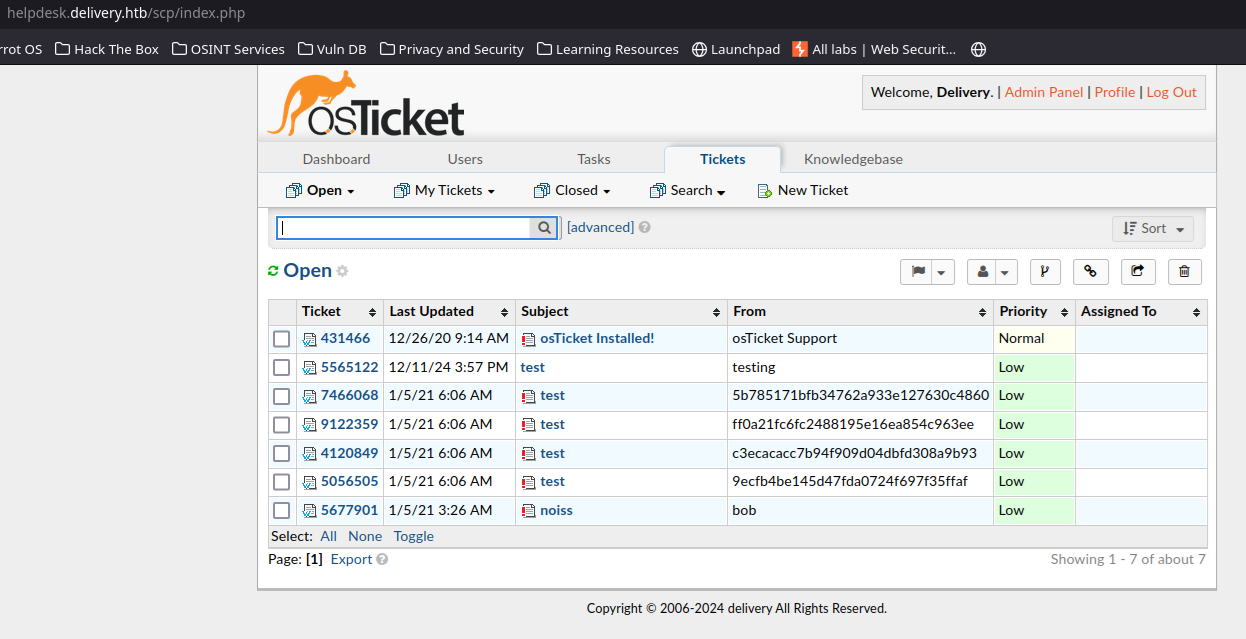 helpdesk.delivery.htb/scp/index.php
rrot OS Hack The Box OSINT Services Vuln DB Privacy and Security Learning Resources Launchpad All labs | Web Securit...
osTicket
Welcome, Delivery. | Admin Panel | Profile | Log Out
Dashboard Users Tasks Tickets Knowledgebase
Open My Tickets Closed Search New Ticket
[advanced] ? Sort
Open
Ticket Last Updated Subject From Priority Assigned To
431466 12/26/20 9:14 AM osTicket Installed! osTicket Support Normal
5565122 12/11/24 3:57 PM test testing Low
7466068 1/5/21 6:06 AM test 5b785171bfb34762a933e127630c4860 Low
9122359 1/5/21 6:06 AM test ff0a21fc6fc2488195e16ea854c963ee Low
4120849 1/5/21 6:06 AM test c3ecacacc7b94f909d04dbfd308a9b93 Low
5056505 1/5/21 6:06 AM test 9ecfb4be145d47fda0724f697f35ffaf Low
5677901 1/5/21 3:26 AM noiss bob Low
Select: All None Toggle
Page: [1] Export ? Showing 1 - 7 of about 7
Copyright © 2006-2024 delivery All Rights Reserved.